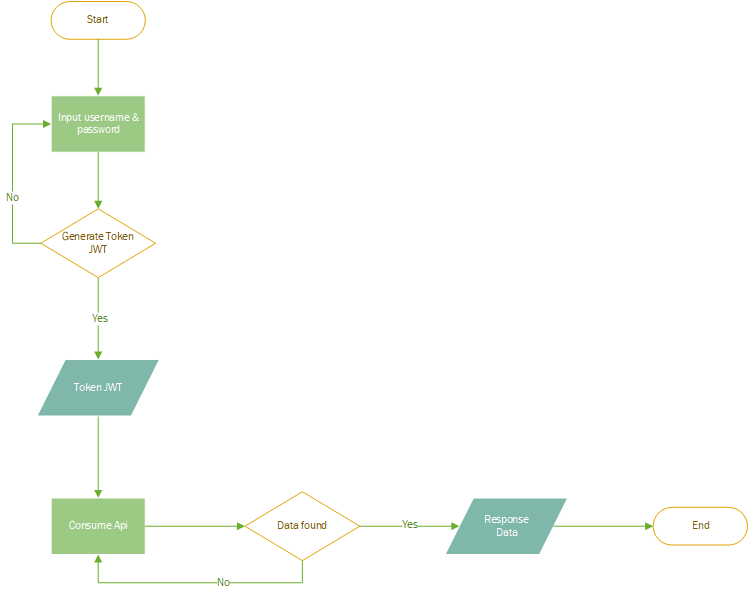 Start
Input username &
password
No
Generate Token
JWT
Yes
Token JWT
Consume Api
Data found
Yes
Response
Data
End
No